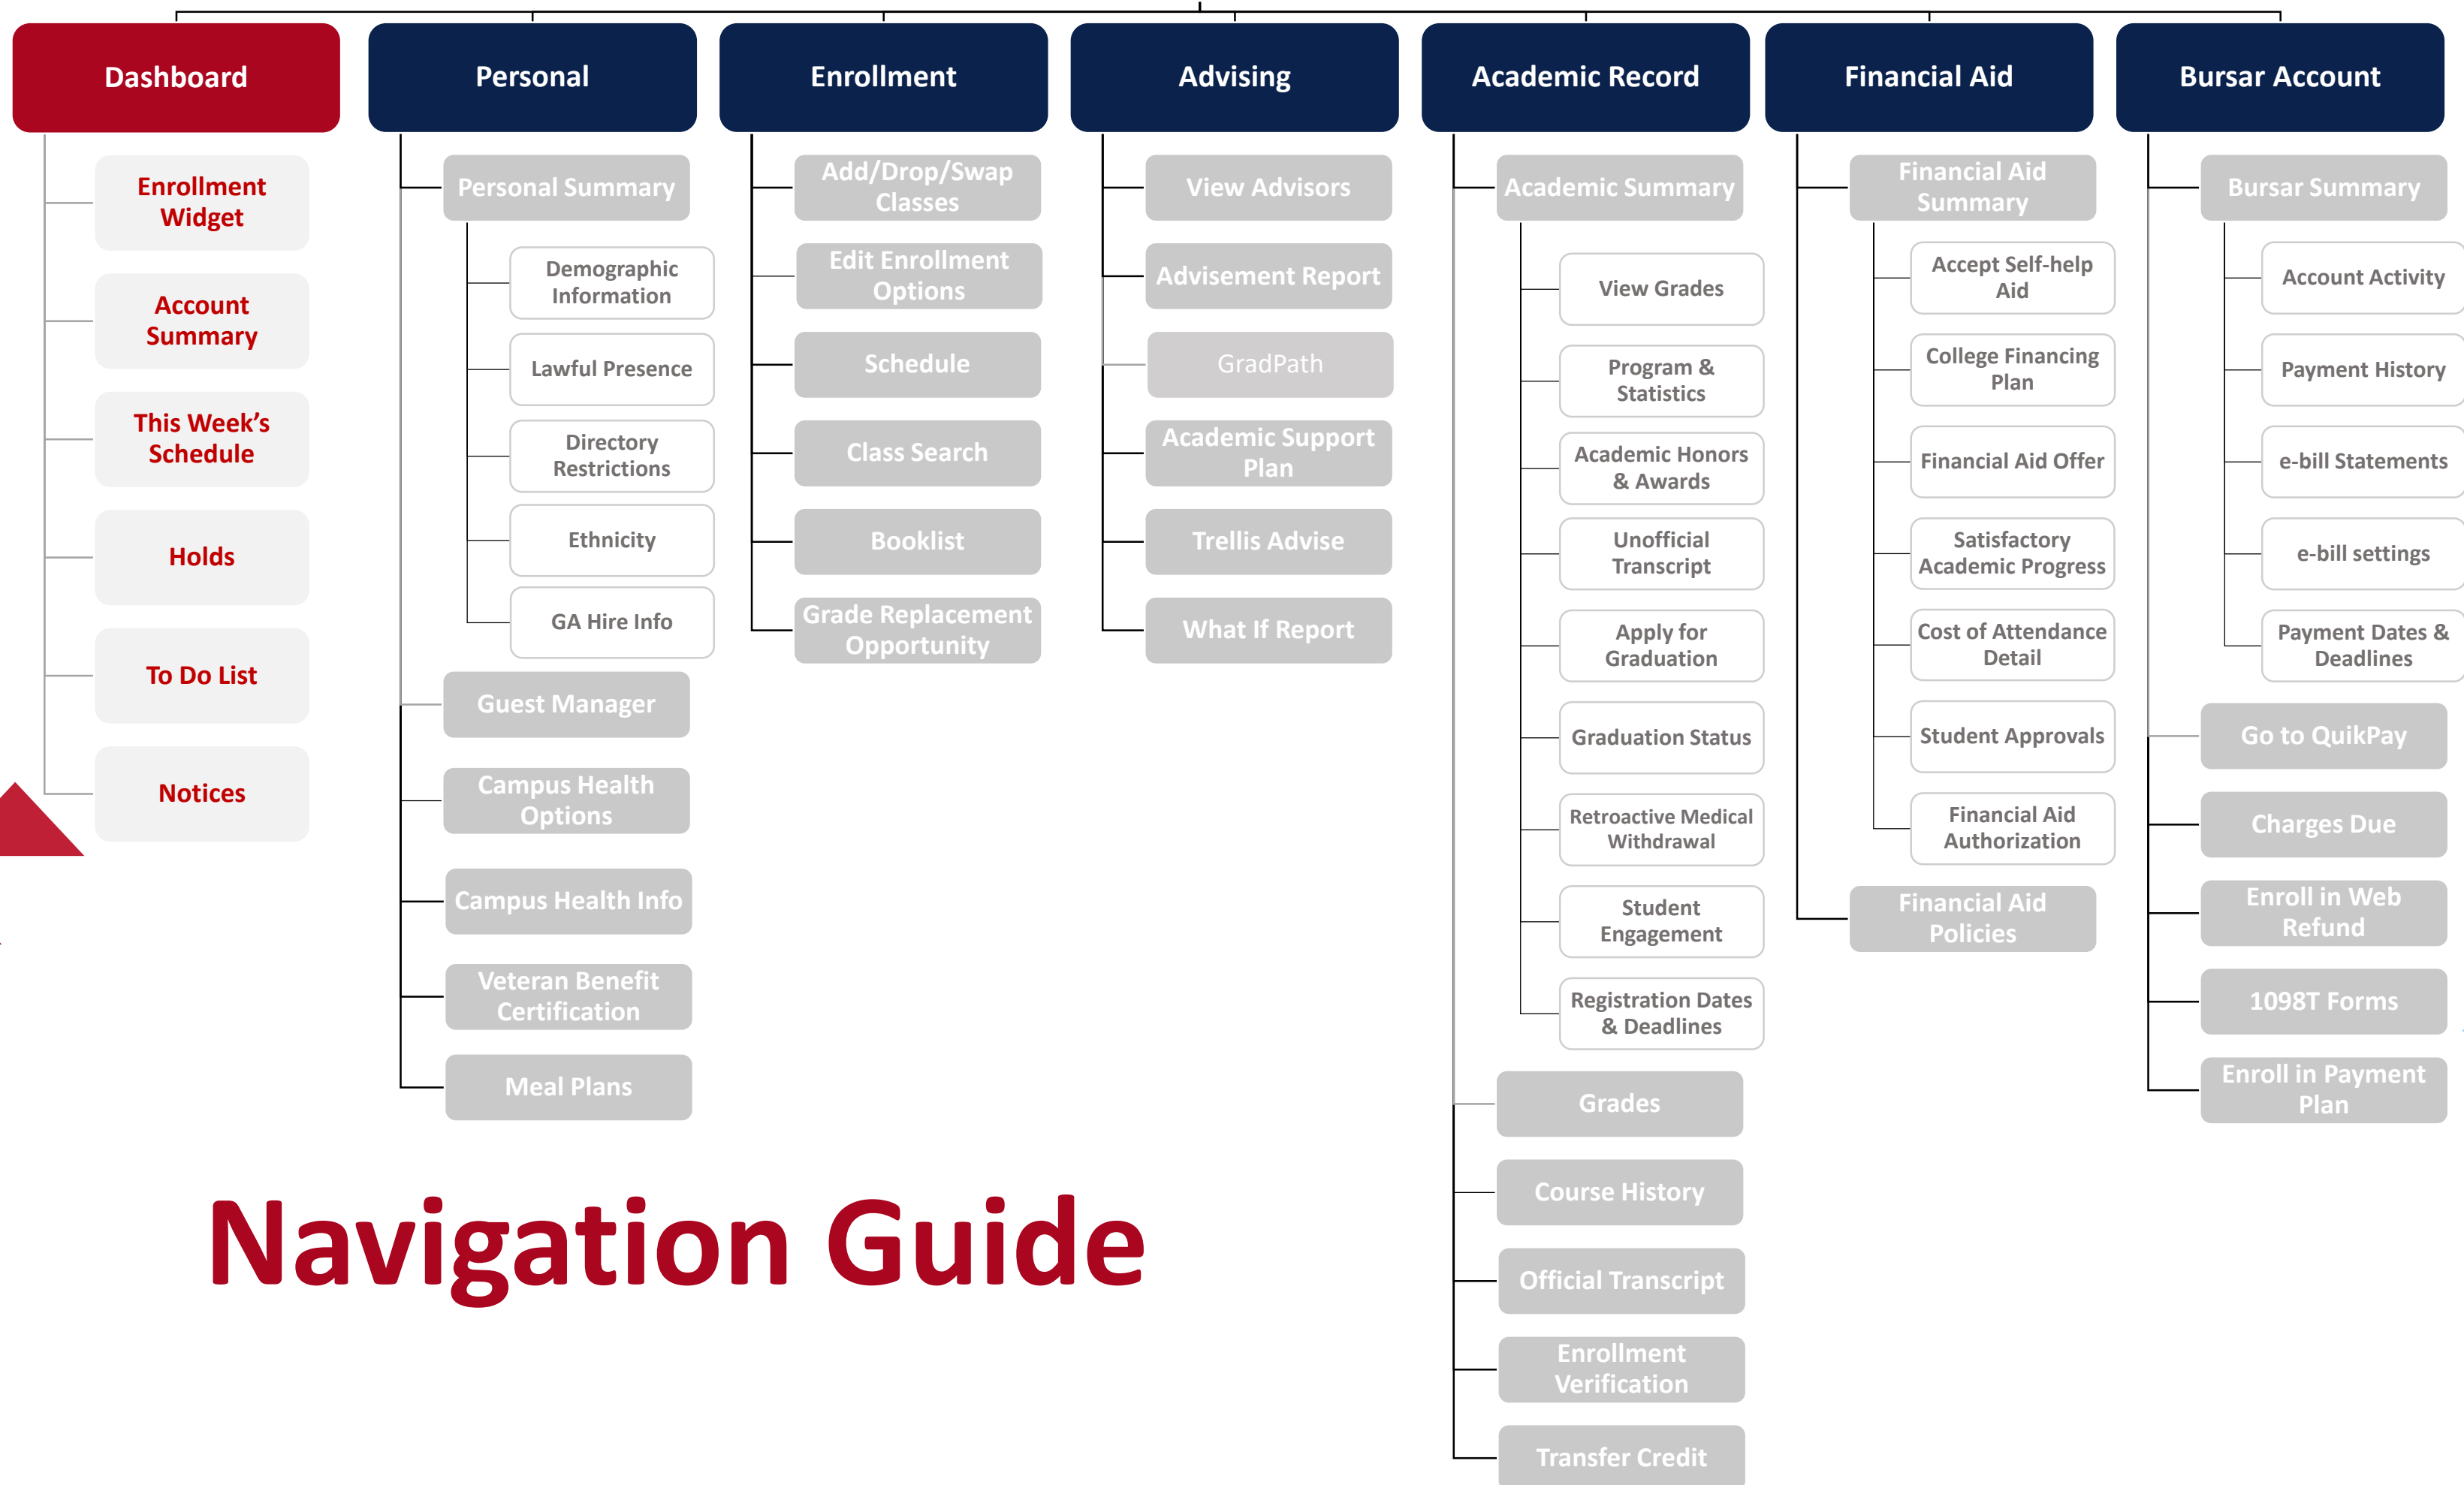 Dashboard
Enrollment
Widget
Account
Summary
This Week’s
Schedule
Holds
To Do List
Notices
Personal
Personal Summary
Demographic
Information
Lawful Presence
Directory
Restrictions
Ethnicity
GA Hire Info
Guest Manager
Campus Health
Options
Campus Health Info
Veteran Benefit
Certification
Meal Plans
Enrollment
Add/Drop/Swap
Classes
Edit Enrollment
Options
Schedule
Class Search
Booklist
Grade Replacement
Opportunity
Advising
View Advisors
Advisement Report
GradPath
Academic Support
Plan
Trellis Advise
What If Report
Academic Record
Academic Summary
View Grades
Program &
Statistics
Academic Honors
& Awards
Unofficial
Transcript
Apply for
Graduation
Graduation Status
Retroactive Medical
Withdrawal
Student
Engagement
Registration Dates
& Deadlines
Grades
Course History
Official Transcript
Enrollment
Verification
Transfer Credit
Financial Aid
Financial Aid
Summary
Accept Self-help
Aid
College Financing
Plan
Financial Aid Offer
Satisfactory
Academic Progress
Cost of Attendance
Detail
Student Approvals
Financial Aid
Authorization
Financial Aid
Policies
Bursar Account
Bursar Summary
Account Activity
Payment History
e-bill Statements
e-bill settings
Payment Dates &
Deadlines
Go to QuikPay
Charges Due
Enroll in Web
Refund
1098T Forms
Enroll in Payment
Plan
Navigation Guide